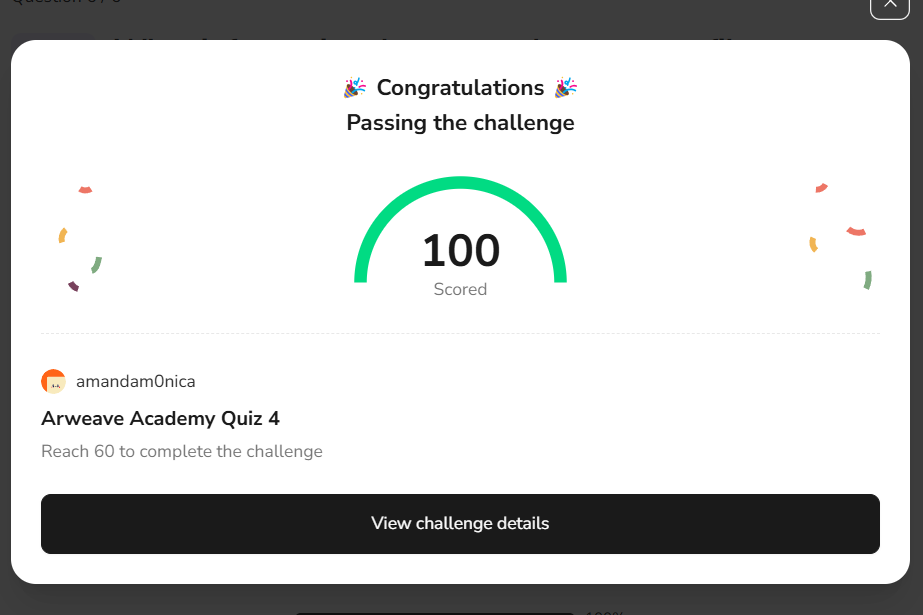 Congratulations
Passing the challenge
100
Scored
amandam0nica
Arweave Academy Quiz 4
Reach 60 to complete the challenge
View challenge details